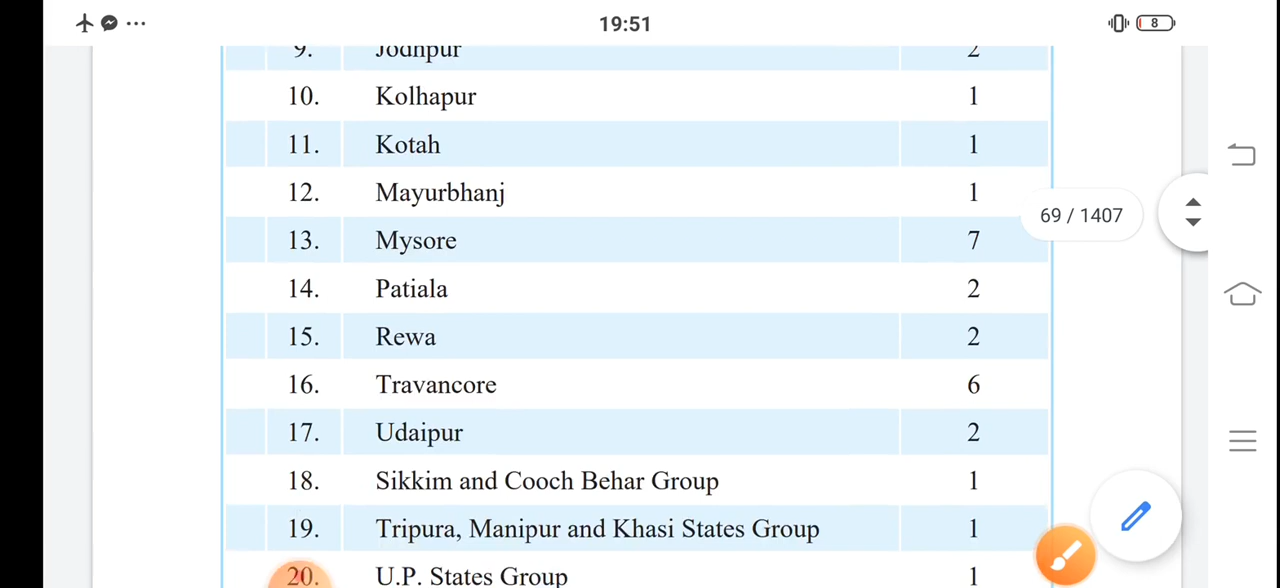 19:51
8
9. Jodhpur 2
10. Kolhapur 1
11. Kotah 1
12. Mayurbhanj 1
69 / 1407
13. Mysore 7
14. Patiala 2
15. Rewa 2
16. Travancore 6
17. Udaipur 2
18. Sikkim and Cooch Behar Group 1
19. Tripura, Manipur and Khasi States Group 1
20. U.P. States Group 1